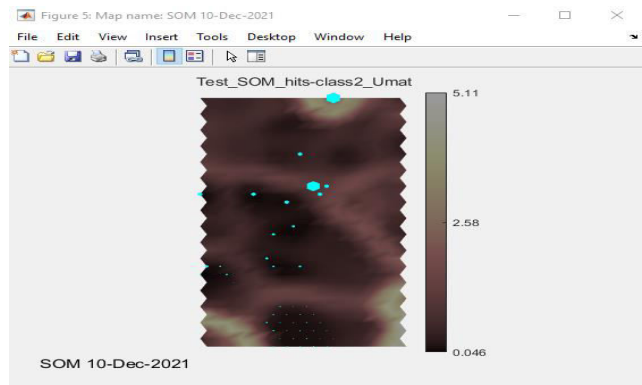 Figure 5: Map name: SOM 10-Dec-2021
File Edit View Insert Tools Desktop Window Help
Test_SOM_hits-class2_Umat
5.11
2.58
0.046
SOM 10-Dec-2021